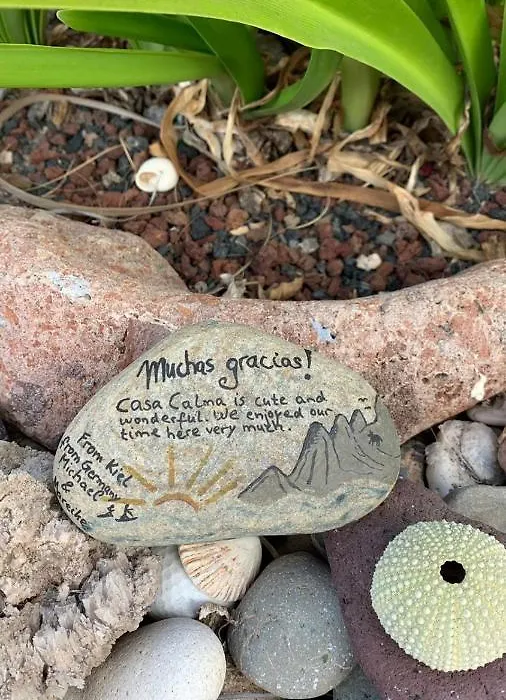 Muchas gracias!
Casa Calma is cute and
wonderful. We enjoyed our
time here very much.
From Kiel
from Germany
Michael
&